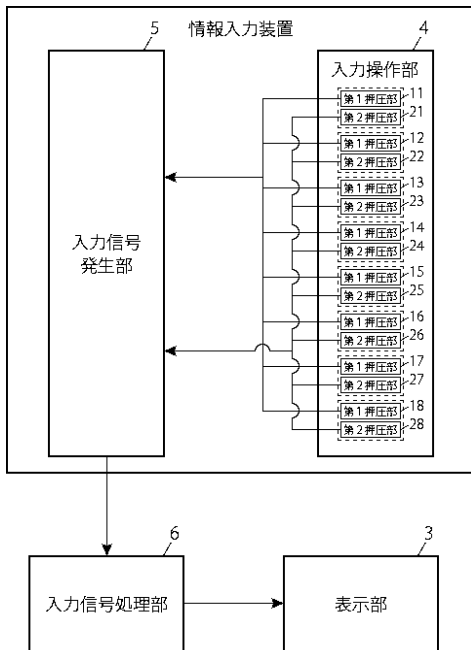 情報入力装置
5
4
入力信号
発生部
入力操作部
第1押圧部 11
第2押圧部 21
第1押圧部 12
第2押圧部 22
第1押圧部 13
第2押圧部 23
第1押圧部 14
第2押圧部 24
第1押圧部 15
第2押圧部 25
第1押圧部 16
第2押圧部 26
第1押圧部 17
第2押圧部 27
第1押圧部 18
第2押圧部 28
6
3
入力信号処理部
表示部